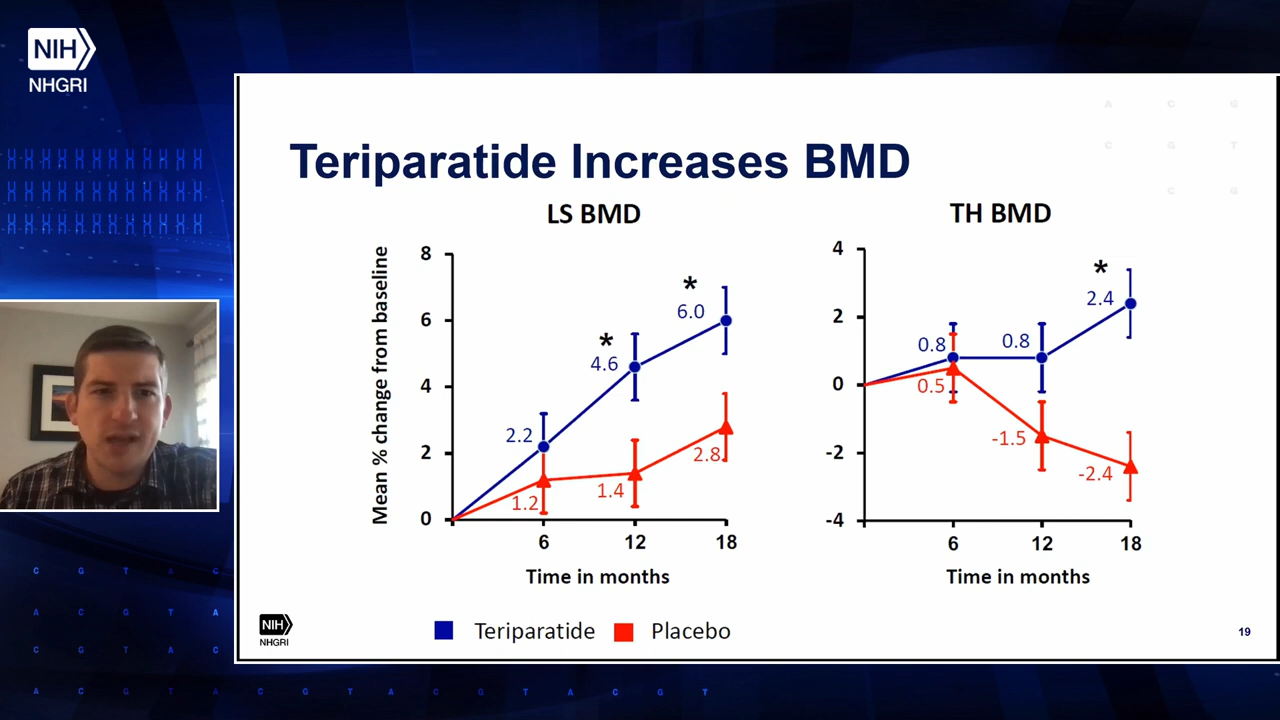 NIH
NHGRI
A C G
C G T
C G
Teriparatide Increases BMD
LS BMD
Mean % change from baseline
8
6
4
2
0
2.2
4.6
6.0
1.2
1.4
2.8
*
*
6 12 18
Time in months
TH BMD
4
2
0
-2
-4
0.8
0.8
2.4
0.5
-1.5
-2.4
*
6 12 18
Time in months
Teriparatide Placebo
NIH
NHGRI
19
C G T A C
A C G T A
C G T A C
A C G T A C G T A C G T A C G T